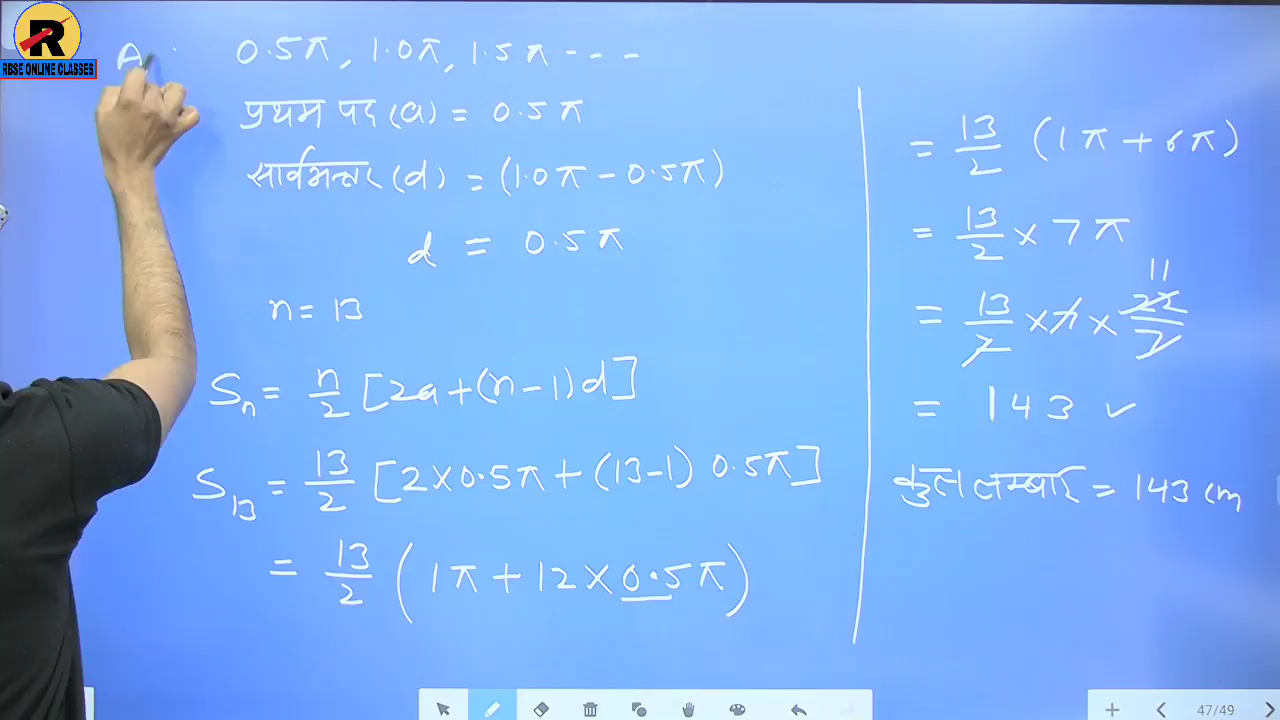 R
RBSE ONLINE CLASSES
A. 0.5π, 1.0π, 1.5π - - -
प्रथम पद (a) = 0.5π
सार्वअन्तर (d) = (1.0π - 0.5π)
d = 0.5π
n = 13
Sn = n/2 [2a + (n - 1)d]
S13 = 13/2 [2×0.5π + (13-1) 0.5π]
= 13/2 (1π + 12×0.5π)
= 13/2 (1π + 6π)
= 13/2 × 7π
11
= 13/2 × 7 × 22/7
= 143 ✓
कुल लम्बाई = 143 cm
47/49